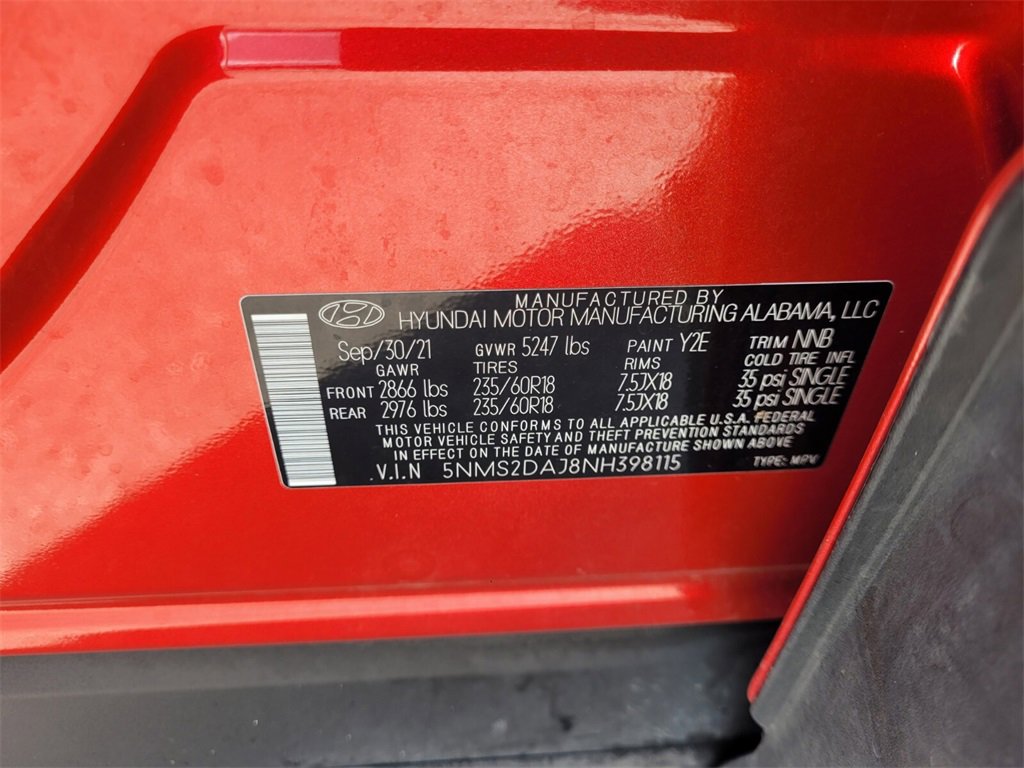 MANUFACTURED BY
HYUNDAI MOTOR MANUFACTURING ALABAMA, LLC
Sep/30/21 GVWR 5247 lbs PAINT Y2E TRIM NNB
GAWR TIRES RIMS COLD TIRE INFL
FRONT 2866 lbs 235/60R18 7.5JX18 35 psi SINGLE
REAR 2976 lbs 235/60R18 7.5JX18 35 psi SINGLE
THIS VEHICLE CONFORMS TO ALL APPLICABLE U.S.A. FEDERAL
MOTOR VEHICLE SAFETY AND THEFT PREVENTION STANDARDS
IN EFFECT ON THE DATE OF MANUFACTURE SHOWN ABOVE
V.I.N 5NMS2DAJ8NH398115 TYPE: MPV